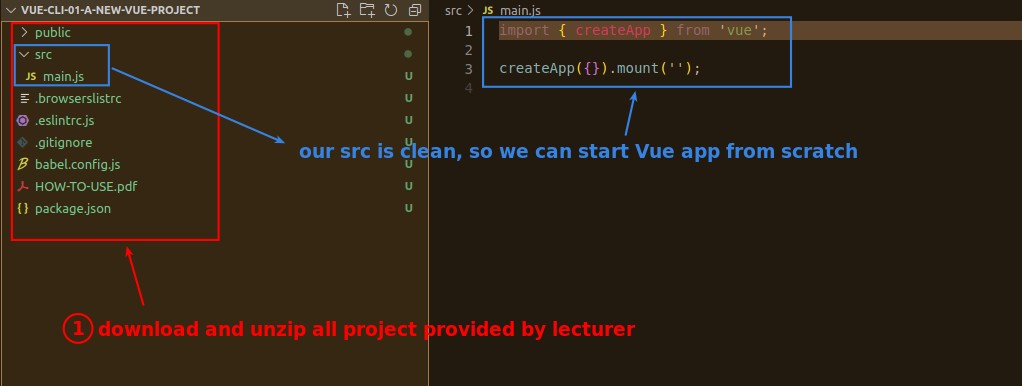 VUE-CLI-01-A-NEW-VUE-PROJECT
public
src
JS main.js U
.browserslistrc U
.eslintrc.js U
.gitignore U
babel.config.js U
HOW-TO-USE.pdf U
{} package.json U
src > JS main.js
1 import { createApp } from 'vue';
2
3 createApp({}).mount('');
4
our src is clean, so we can start Vue app from scratch
1 download and unzip all project provided by lecturer